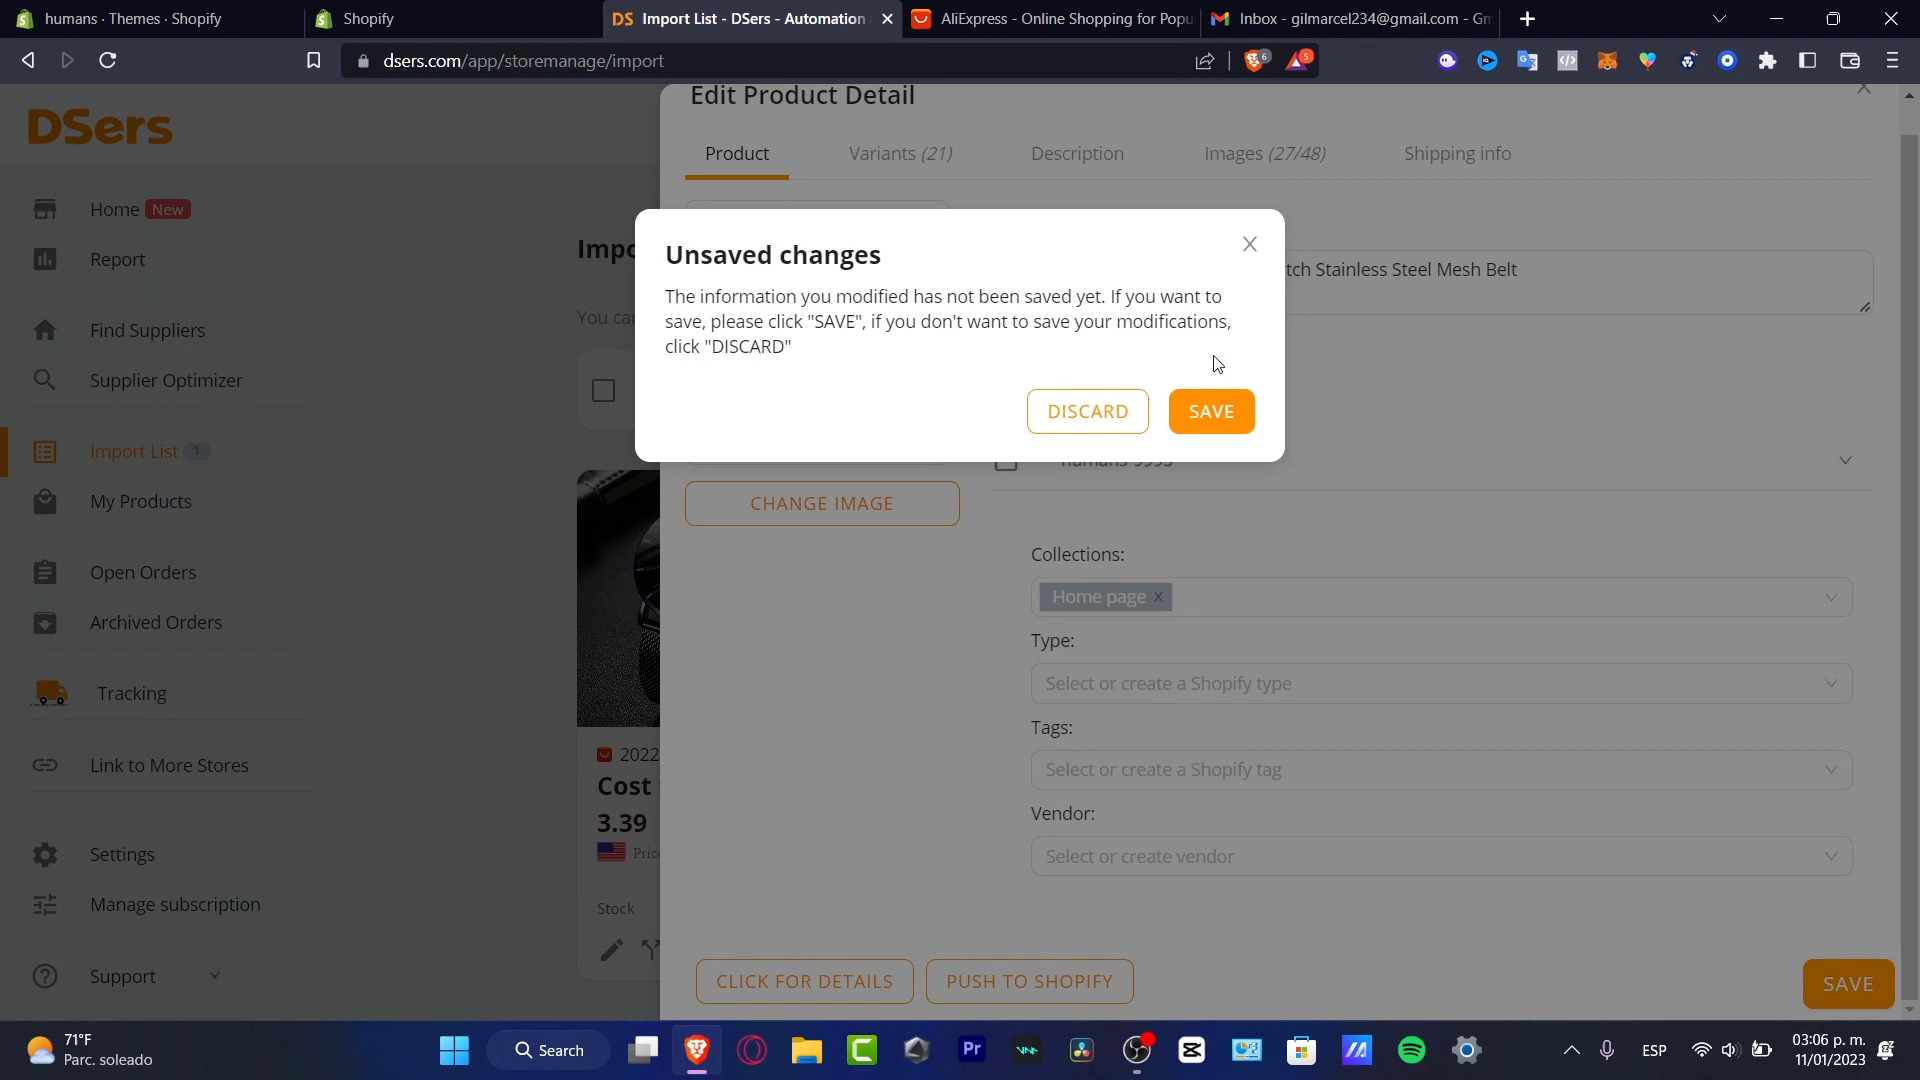 humans · Themes · Shopify
Shopify
DS Import List - DSers - Automation
AliExpress - Online Shopping for Popu
Inbox - gilmarcel234@gmail.com - Gm
dsers.com/app/storemanage/import
6
5
DSers
Edit Product Detail
Product
Variants (21)
Description
Images (27/48)
Shipping info
Home New
Report
Find Suppliers
Supplier Optimizer
Import List 1
My Products
Open Orders
Archived Orders
Tracking
Link to More Stores
Settings
Manage subscription
Support
Impo
You can
Unsaved changes
The information you modified has not been saved yet. If you want to
save, please click "SAVE", if you don't want to save your modifications,
click "DISCARD"
DISCARD
SAVE
tch Stainless Steel Mesh Belt
CHANGE IMAGE
Collections:
Home page ×
Type:
Select or create a Shopify type
Tags:
Select or create a Shopify tag
Vendor:
Select or create vendor
2022
Cost
3.39
Price
Stock
CLICK FOR DETAILS
PUSH TO SHOPIFY
SAVE
71°F
Parc. soleado
Search
Pr
ESP
03:06 p. m.
11/01/2023